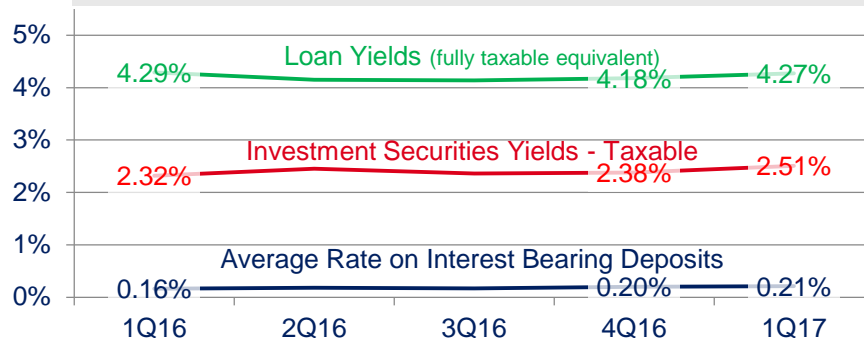 5%
Loan Yields (fully taxable equivalent)
4.29% 4.18% 4.27%
4%
3%
Investment Securities Yields - Taxable
2.32% 2.38% 2.51%
2%
1%
Average Rate on Interest Bearing Deposits
0% 0.16% 0.20% 0.21%
1Q16 2Q16 3Q16 4Q16 1Q17